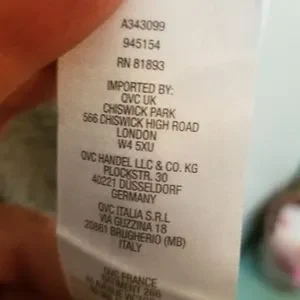 A343099
945154
RN 81893
IMPORTED BY:
QVC UK
CHISWICK PARK
566 CHISWICK HIGH ROAD
LONDON
W4 5XU
QVC HANDEL LLC & CO. KG
PLOCKSTR. 30
40221 DÜSSELDORF
GERMANY
QVC ITALIA S.R.L
VIA GUZZINA 18
20861 BRUGHERIO (MB)
ITALY
FRANCE